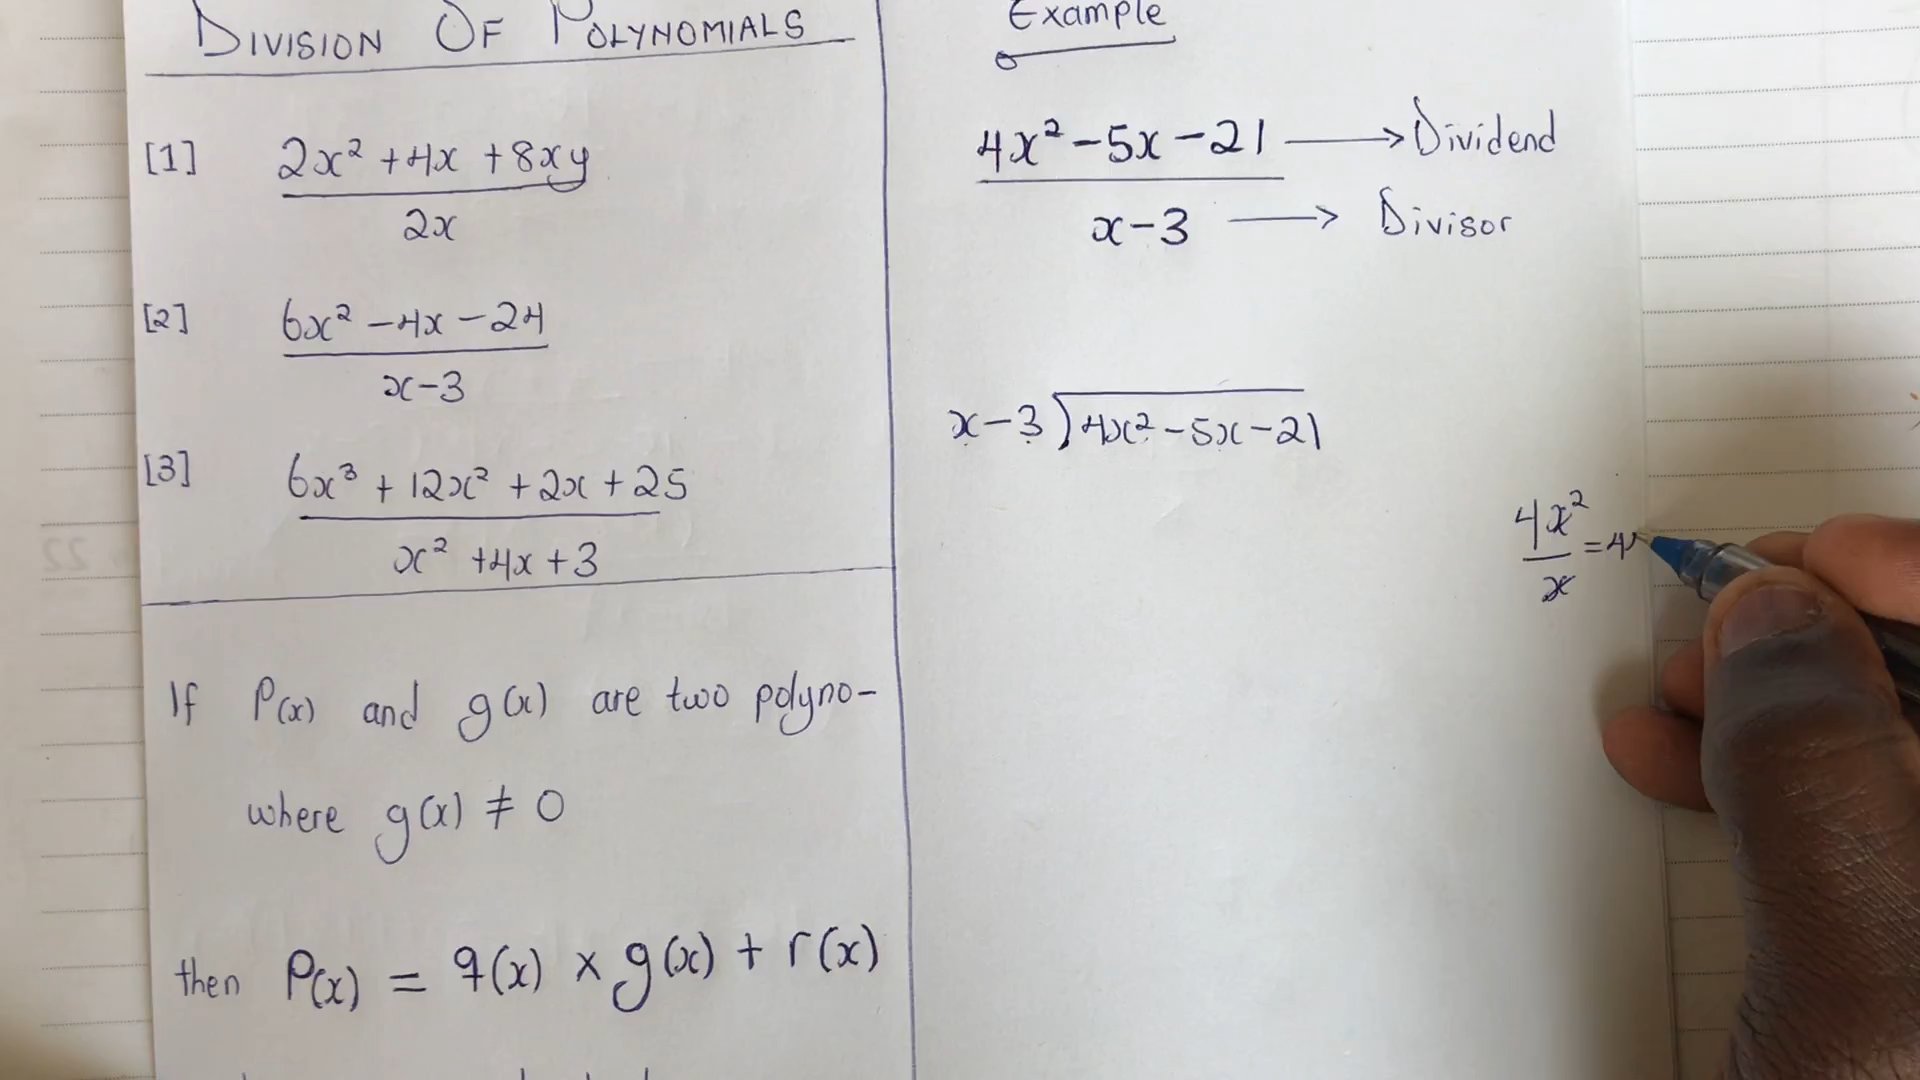 DIVISION OF POLYNOMIALS
[1] 2x² + 4x + 8xy
2x
[2] 6x² - 4x - 24
x-3
[3] 6x³ + 12x² + 2x + 25
x² + 4x + 3
If P(x) and g(x) are two polyno-
where g(x) ≠ 0
then P(x) = q(x) × g(x) + r(x)
Example
4x² - 5x - 21 → Dividend
x-3 → Divisor
x-3 ) 4x² - 5x - 21
4x²
x
= 4
22